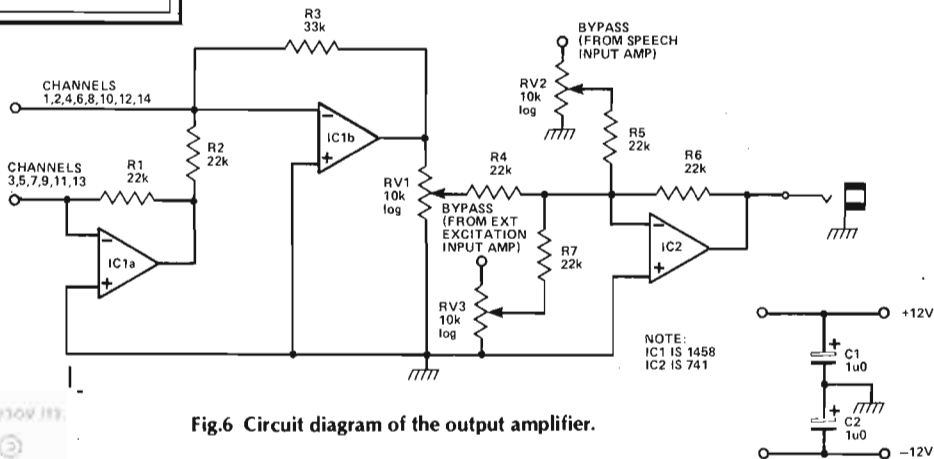 R3
33k
CHANNELS
1,2,4,6,8,10,12,14
R2
22k
IC1b
CHANNELS
3,5,7,9,11,13
R1
22k
IC1a
RV1
10k
log
R4
22k
BYPASS
(FROM EXT
EXCITATION
INPUT AMP)
RV3
10k
log
R7
22k
BYPASS
(FROM SPEECH
INPUT AMP)
RV2
10k
log
R5
22k
R6
22k
IC2
NOTE:
IC1 IS 1458
IC2 IS 741
+12V
C1
1u0
C2
1u0
−12V
Fig.6 Circuit diagram of the output amplifier.